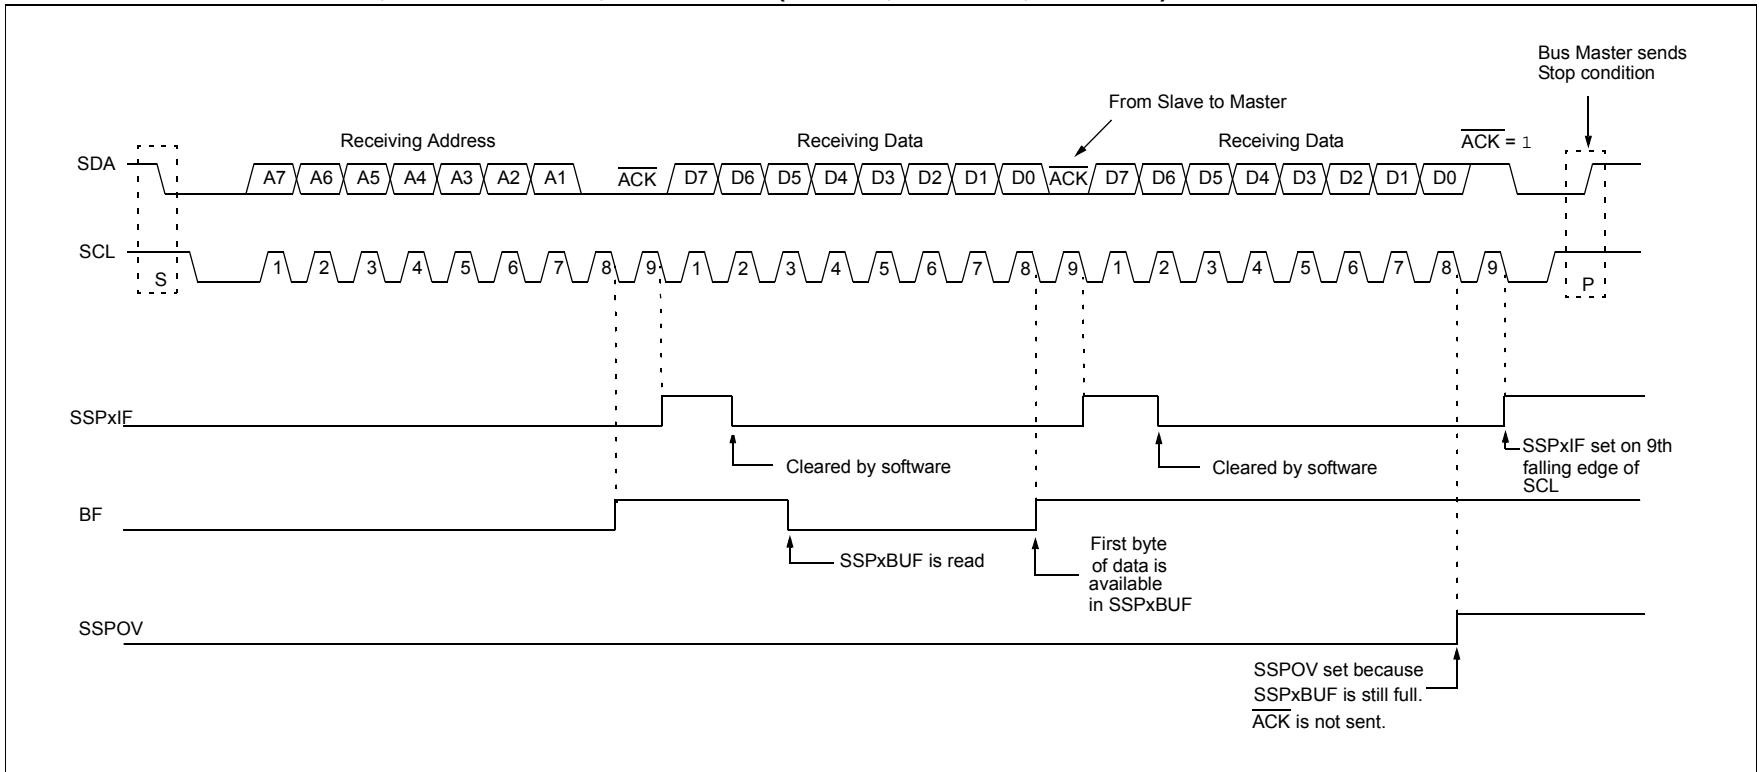 Bus Master sends
Stop condition
From Slave to Master
Receiving Address
Receiving Data
Receiving Data
ACK = 1
SDA
A7 A6 A5 A4 A3 A2 A1 ACK D7 D6 D5 D4 D3 D2 D1 D0 ACK D7 D6 D5 D4 D3 D2 D1 D0
SCL
S 1 2 3 4 5 6 7 8 9 1 2 3 4 5 6 7 8 9 1 2 3 4 5 6 7 8 9 P
SSPxIF
Cleared by software
Cleared by software
SSPxIF set on 9th
falling edge of
SCL
BF
SSPxBUF is read
First byte
of data is
available
in SSPxBUF
SSPOV
SSPOV set because
SSPxBUF is still full.
ACK is not sent.